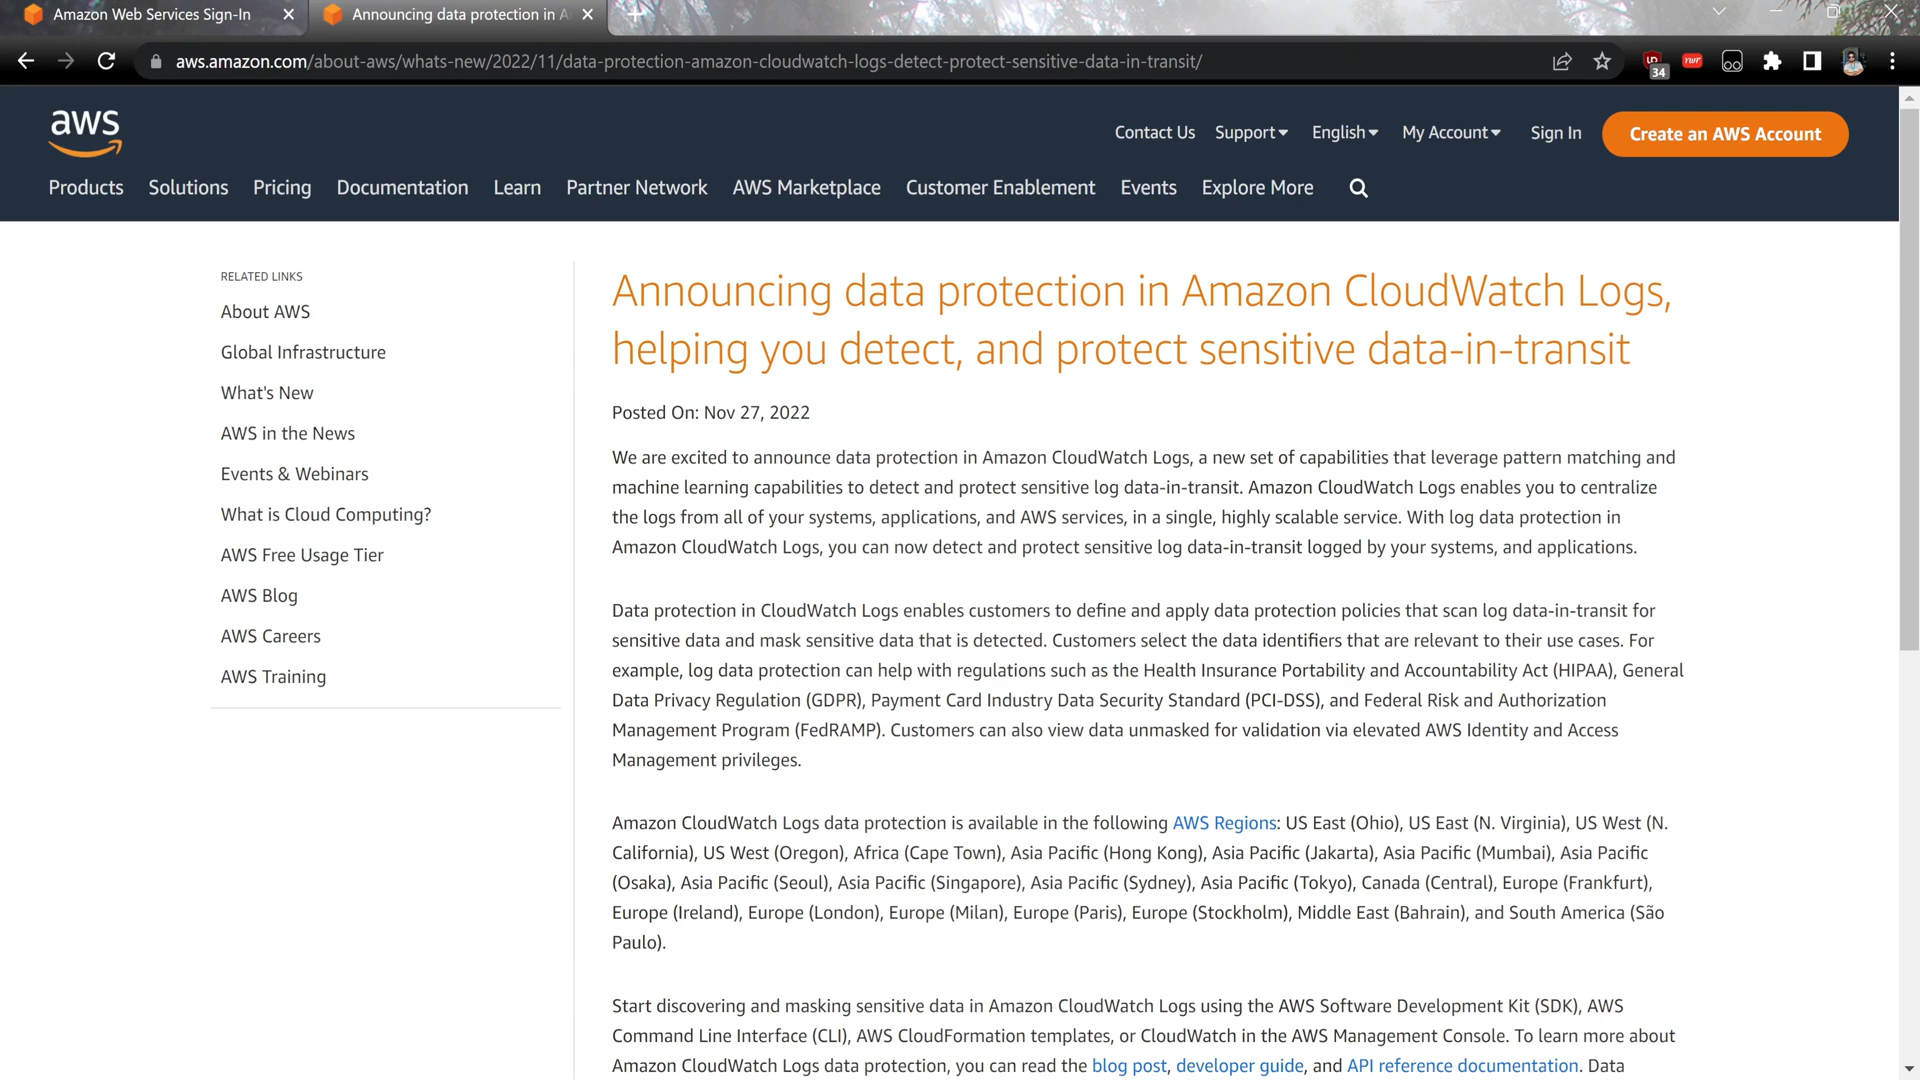 Amazon Web Services Sign-In
Announcing data protection in A
aws.amazon.com/about-aws/whats-new/2022/11/data-protection-amazon-cloudwatch-logs-detect-protect-sensitive-data-in-transit/
34
aws
Contact Us Support English My Account Sign In Create an AWS Account
Products Solutions Pricing Documentation Learn Partner Network AWS Marketplace Customer Enablement Events Explore More
RELATED LINKS
About AWS
Global Infrastructure
What's New
AWS in the News
Events & Webinars
What is Cloud Computing?
AWS Free Usage Tier
AWS Blog
AWS Careers
AWS Training
Announcing data protection in Amazon CloudWatch Logs,
helping you detect, and protect sensitive data-in-transit
Posted On: Nov 27, 2022
We are excited to announce data protection in Amazon CloudWatch Logs, a new set of capabilities that leverage pattern matching and
machine learning capabilities to detect and protect sensitive log data-in-transit. Amazon CloudWatch Logs enables you to centralize
the logs from all of your systems, applications, and AWS services, in a single, highly scalable service. With log data protection in
Amazon CloudWatch Logs, you can now detect and protect sensitive log data-in-transit logged by your systems, and applications.
Data protection in CloudWatch Logs enables customers to define and apply data protection policies that scan log data-in-transit for
sensitive data and mask sensitive data that is detected. Customers select the data identifiers that are relevant to their use cases. For
example, log data protection can help with regulations such as the Health Insurance Portability and Accountability Act (HIPAA), General
Data Privacy Regulation (GDPR), Payment Card Industry Data Security Standard (PCI-DSS), and Federal Risk and Authorization
Management Program (FedRAMP). Customers can also view data unmasked for validation via elevated AWS Identity and Access
Management privileges.
Amazon CloudWatch Logs data protection is available in the following AWS Regions: US East (Ohio), US East (N. Virginia), US West (N.
California), US West (Oregon), Africa (Cape Town), Asia Pacific (Hong Kong), Asia Pacific (Jakarta), Asia Pacific (Mumbai), Asia Pacific
(Osaka), Asia Pacific (Seoul), Asia Pacific (Singapore), Asia Pacific (Sydney), Asia Pacific (Tokyo), Canada (Central), Europe (Frankfurt),
Europe (Ireland), Europe (London), Europe (Milan), Europe (Paris), Europe (Stockholm), Middle East (Bahrain), and South America (São
Paulo).
Start discovering and masking sensitive data in Amazon CloudWatch Logs using the AWS Software Development Kit (SDK), AWS
Command Line Interface (CLI), AWS CloudFormation templates, or CloudWatch in the AWS Management Console. To learn more about
Amazon CloudWatch Logs data protection, you can read the blog post, developer guide, and API reference documentation. Data